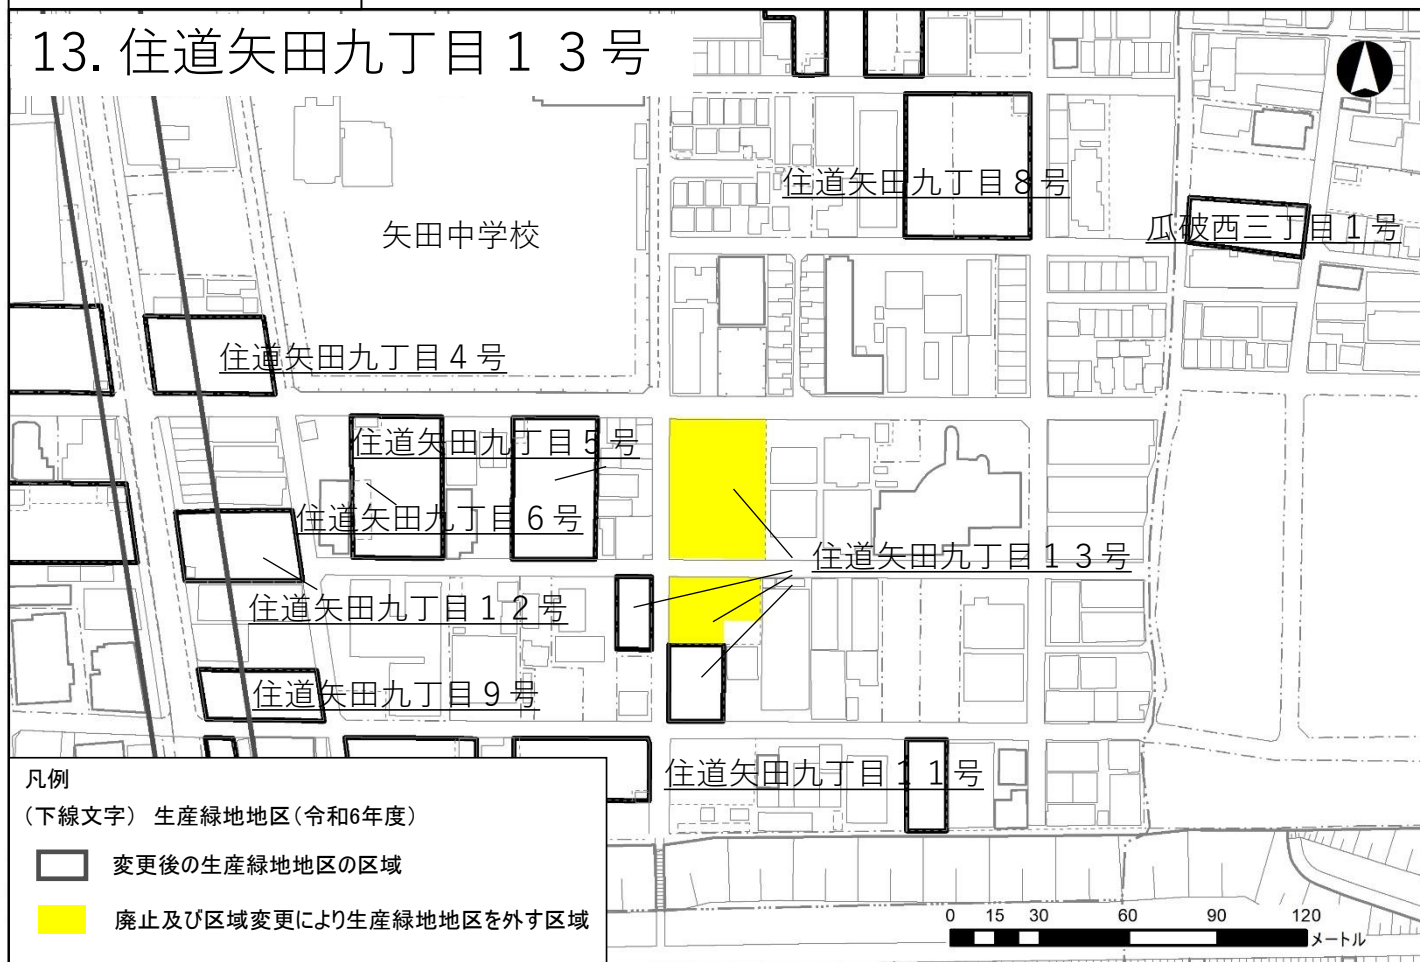 13. 住道矢田九丁目１３号
住道矢田九丁目８号
瓜破西三丁目１号
矢田中学校
住道矢田九丁目４号
住道矢田九丁目５号
住道矢田九丁目６号
住道矢田九丁目１３号
住道矢田九丁目１２号
住道矢田九丁目９号
住道矢田九丁目１１号
凡例
（下線文字） 生産緑地地区（令和6年度）
変更後の生産緑地地区の区域
廃止及び区域変更により生産緑地地区を外す区域
0 15 30 60 90 120
メートル